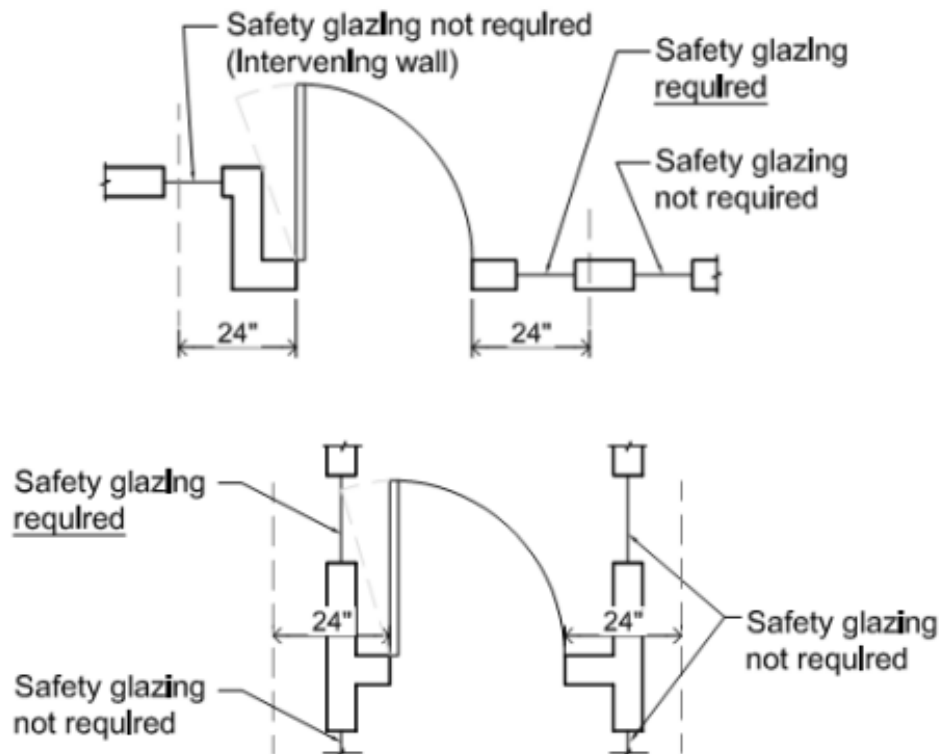 Safety glazing not required
(Intervening wall)
Safety glazing
required
Safety glazing
not required
24"
24"
Safety glazing
required
24"
24"
Safety glazing
not required
Safety glazing
not required